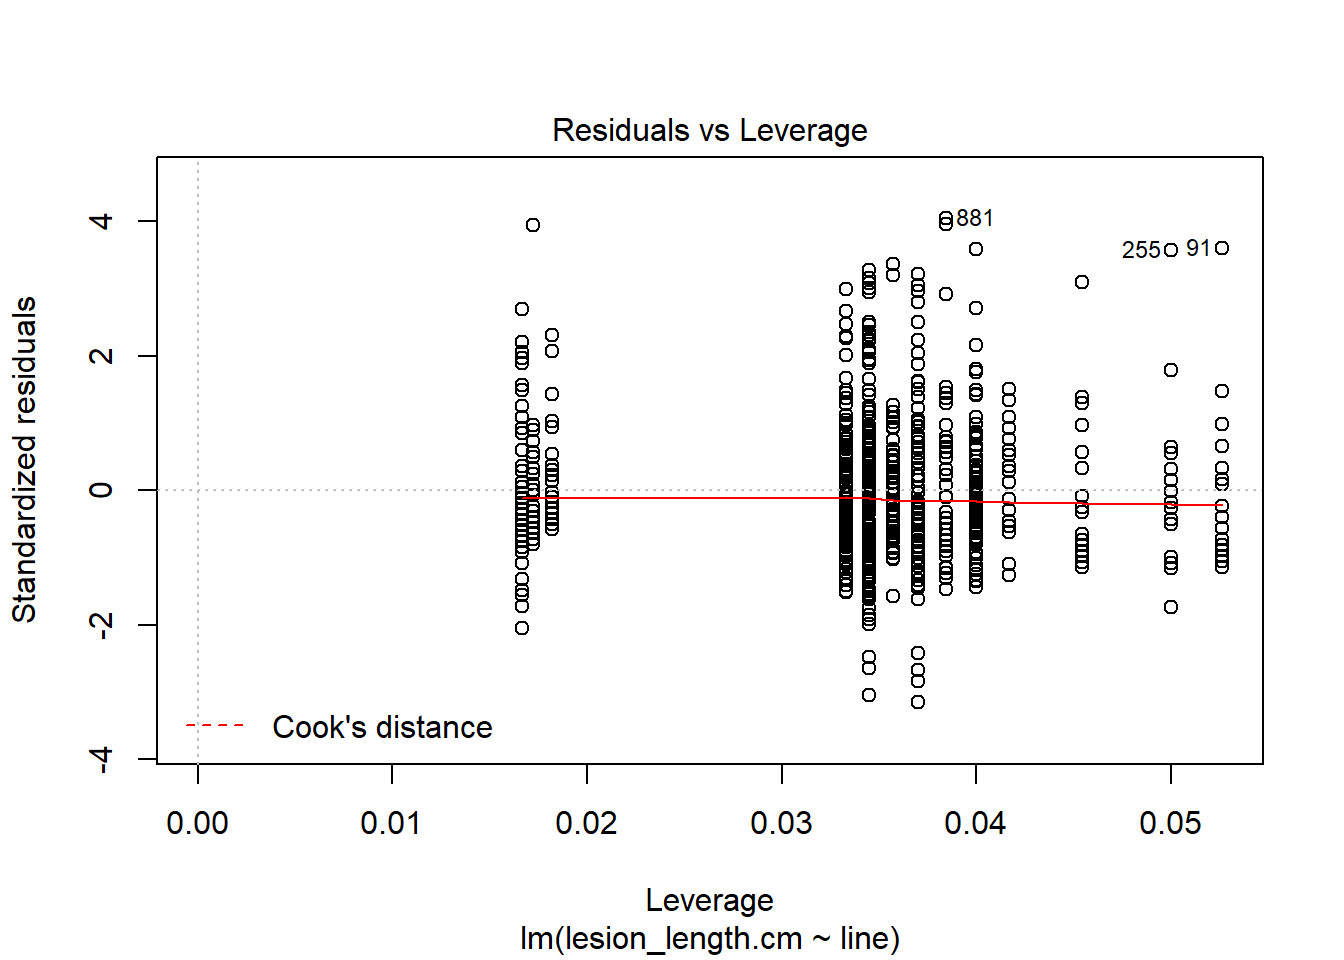 Residuals vs Leverage
Standardized residuals
4
2
0
-2
-4
881
255
91
Cook's distance
0.00 0.01 0.02 0.03 0.04 0.05
Leverage
lm(lesion_length.cm ~ line)